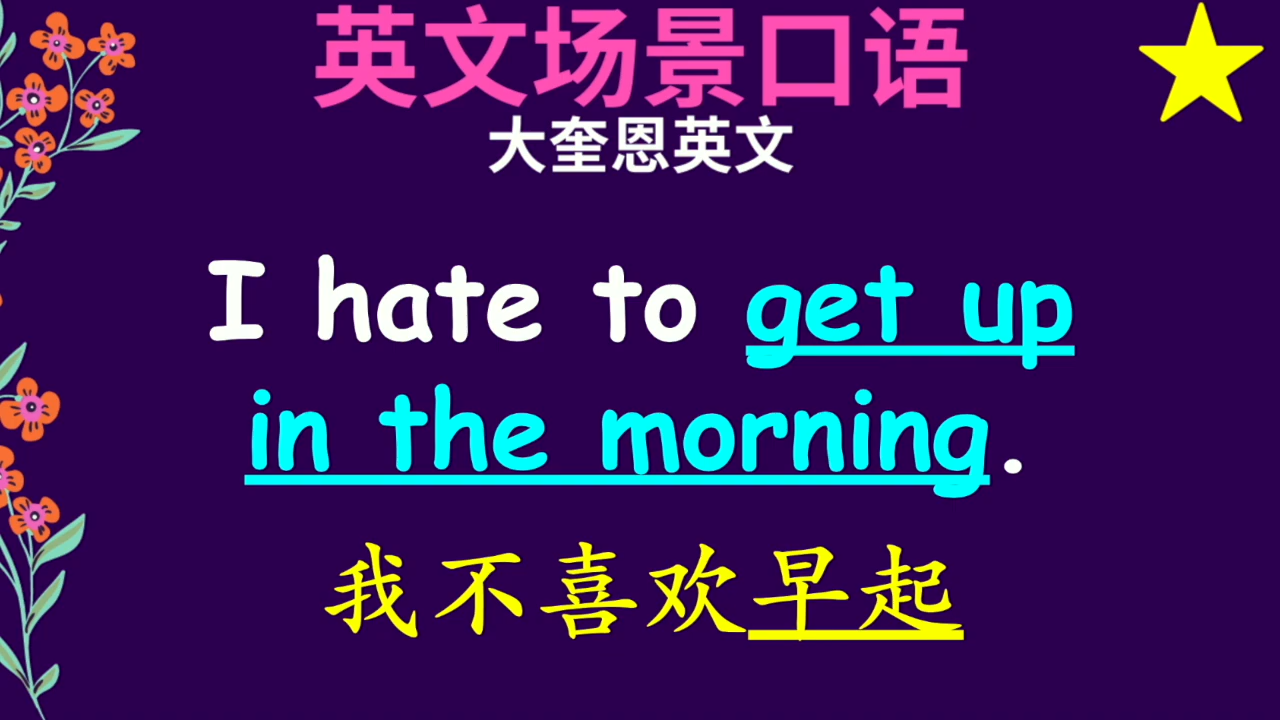 英文场景口语
大奎恩英文
I hate to get up
in the morning.
我不喜欢早起